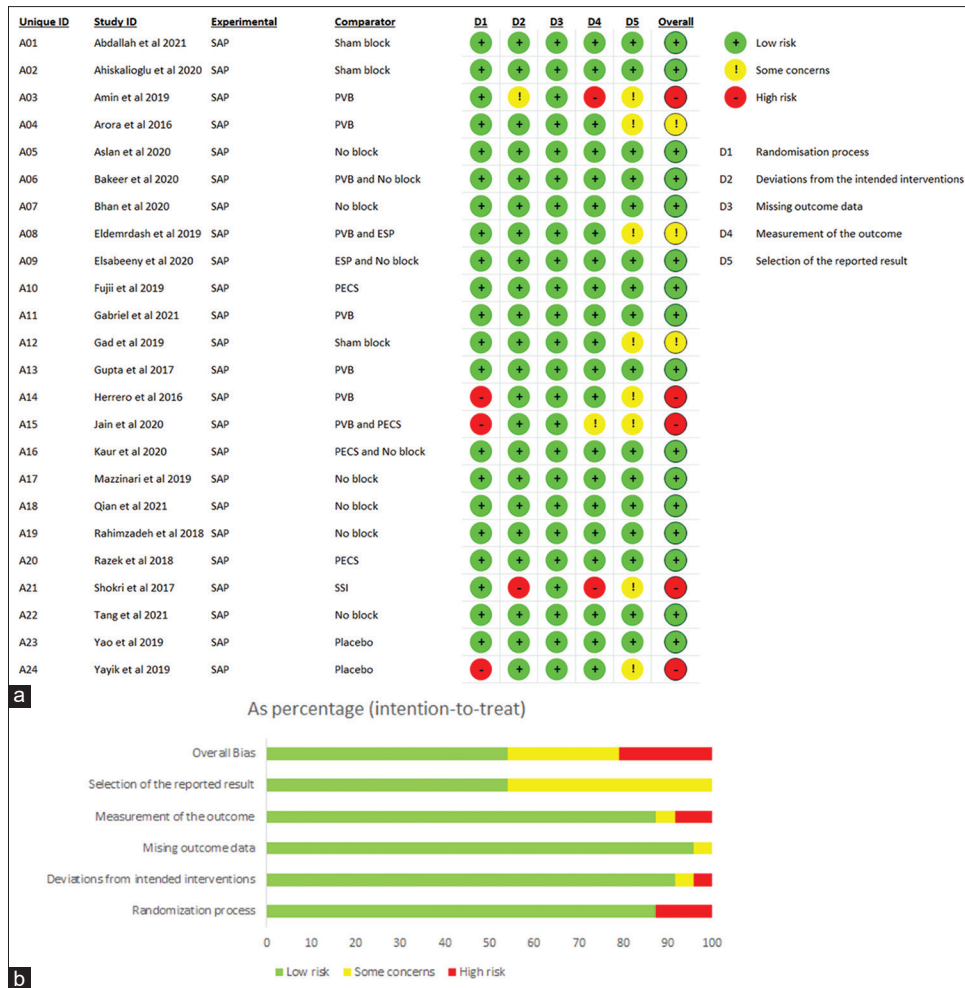 Unique ID Study ID Experimental Comparator D1 D2 D3 D4 D5 Overall
A01 Abdallah et al 2021 SAP Sham block + + + + + + + Low risk
A02 Ahiskalioglu et al 2020 SAP Sham block + + + + + + ! Some concerns
A03 Amin et al 2019 SAP PVB + ! + - ! - - High risk
A04 Arora et al 2016 SAP PVB + + + + ! !
A05 Aslan et al 2020 SAP No block + + + + + + D1 Randomisation process
A06 Bakeer et al 2020 SAP PVB and No block + + + + + + D2 Deviations from the intended interventions
A07 Bhan et al 2020 SAP No block + + + + + + D3 Missing outcome data
A08 Eldemrdash et al 2019 SAP PVB and ESP + + + + ! ! D4 Measurement of the outcome
A09 Elsabeeny et al 2020 SAP ESP and No block + + + + + + D5 Selection of the reported result
A10 Fujii et al 2019 SAP PECS + + + + + +
A11 Gabriel et al 2021 SAP PVB + + + + + +
A12 Gad et al 2019 SAP Sham block + + + + ! !
A13 Gupta et al 2017 SAP PVB + + + + + +
A14 Herrero et al 2016 SAP PVB - + + + ! -
A15 Jain et al 2020 SAP PVB and PECS - + + ! ! -
A16 Kaur et al 2020 SAP PECS and No block + + + + + +
A17 Mazzinari et al 2019 SAP No block + + + + + +
A18 Qian et al 2021 SAP No block + + + + + +
A19 Rahimzadeh et al 2018 SAP No block + + + + + +
A20 Razek et al 2018 SAP PECS + + + + + +
A21 Shokri et al 2017 SAP SSI + - + - ! -
A22 Tang et al 2021 SAP No block + + + + + +
A23 Yao et al 2019 SAP Placebo + + + + + +
A24 Yayik et al 2019 SAP Placebo - + + + ! -
a
As percentage (intention-to-treat)
Overall Bias
Selection of the reported result
Measurement of the outcome
Mising outcome data
Deviations from intended interventions
Randomization process
0 10 20 30 40 50 60 70 80 90 100
Low risk Some concerns High risk
b